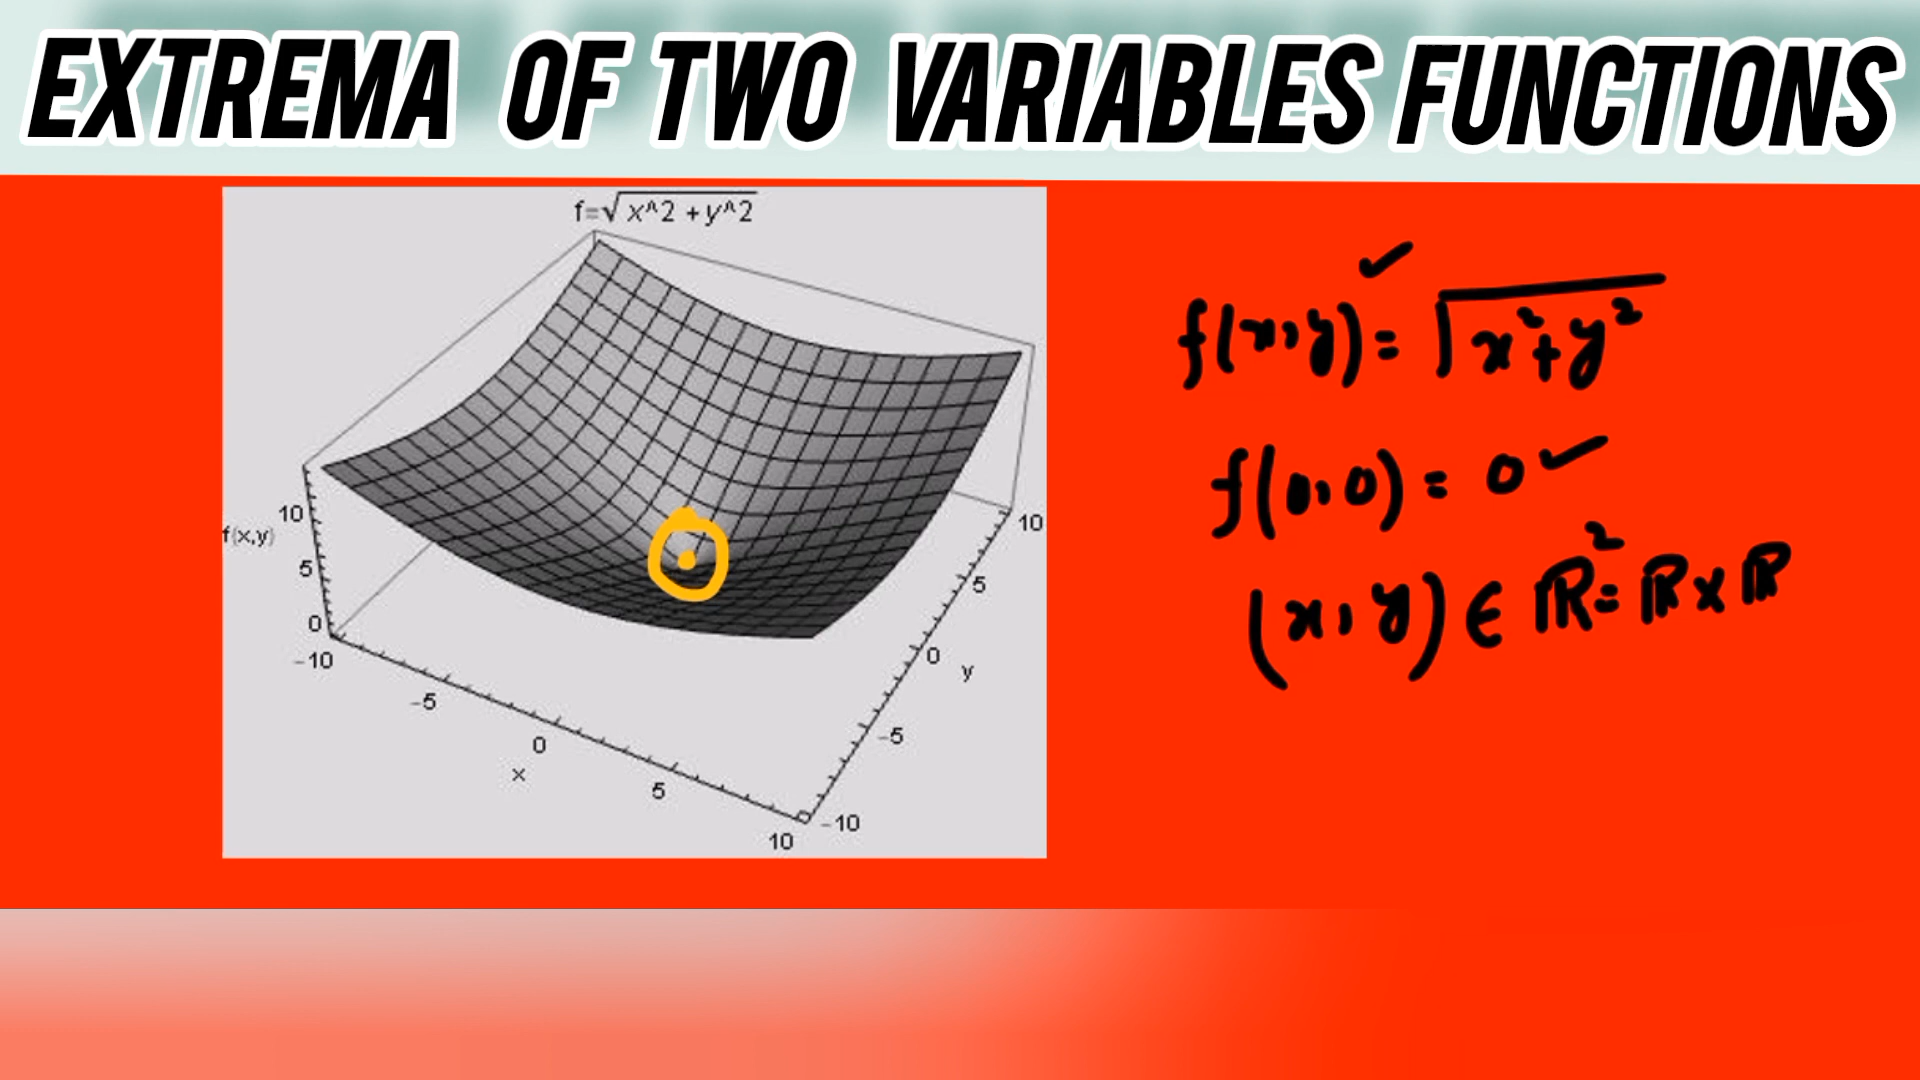 EXTREMA OF TWO VARIABLES FUNCTIONS
f=√x^2 +y^2
f(x,y)
10
5
0
-10
-5
0
5
10
x
10
5
0
-5
-10
y
f(x,y)=√x²+y²
f(0,0)=0
(x,y)∈ℝ²=ℝ×ℝ